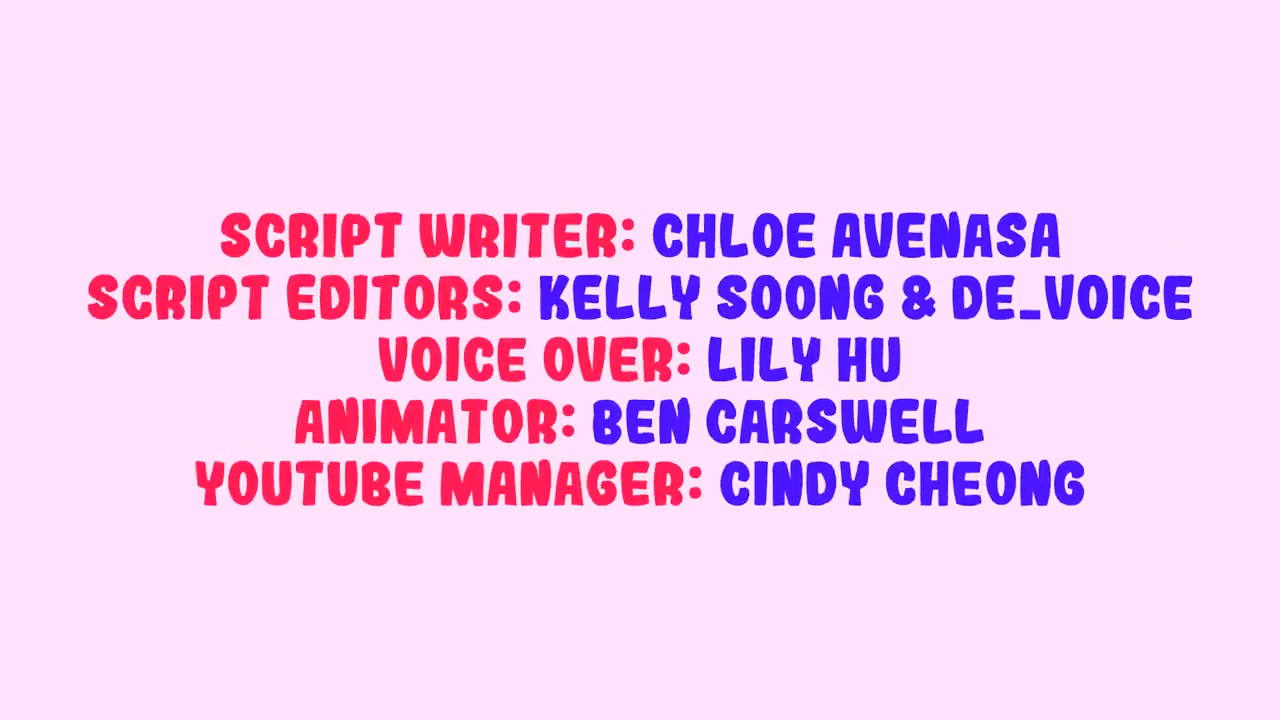 SCRIPT WRITER: CHLOE AVENASA
SCRIPT EDITORS: KELLY SOONG & DE_VOICE
VOICE OVER: LILY HU
ANIMATOR: BEN CARSWELL
YOUTUBE MANAGER: CINDY CHEONG